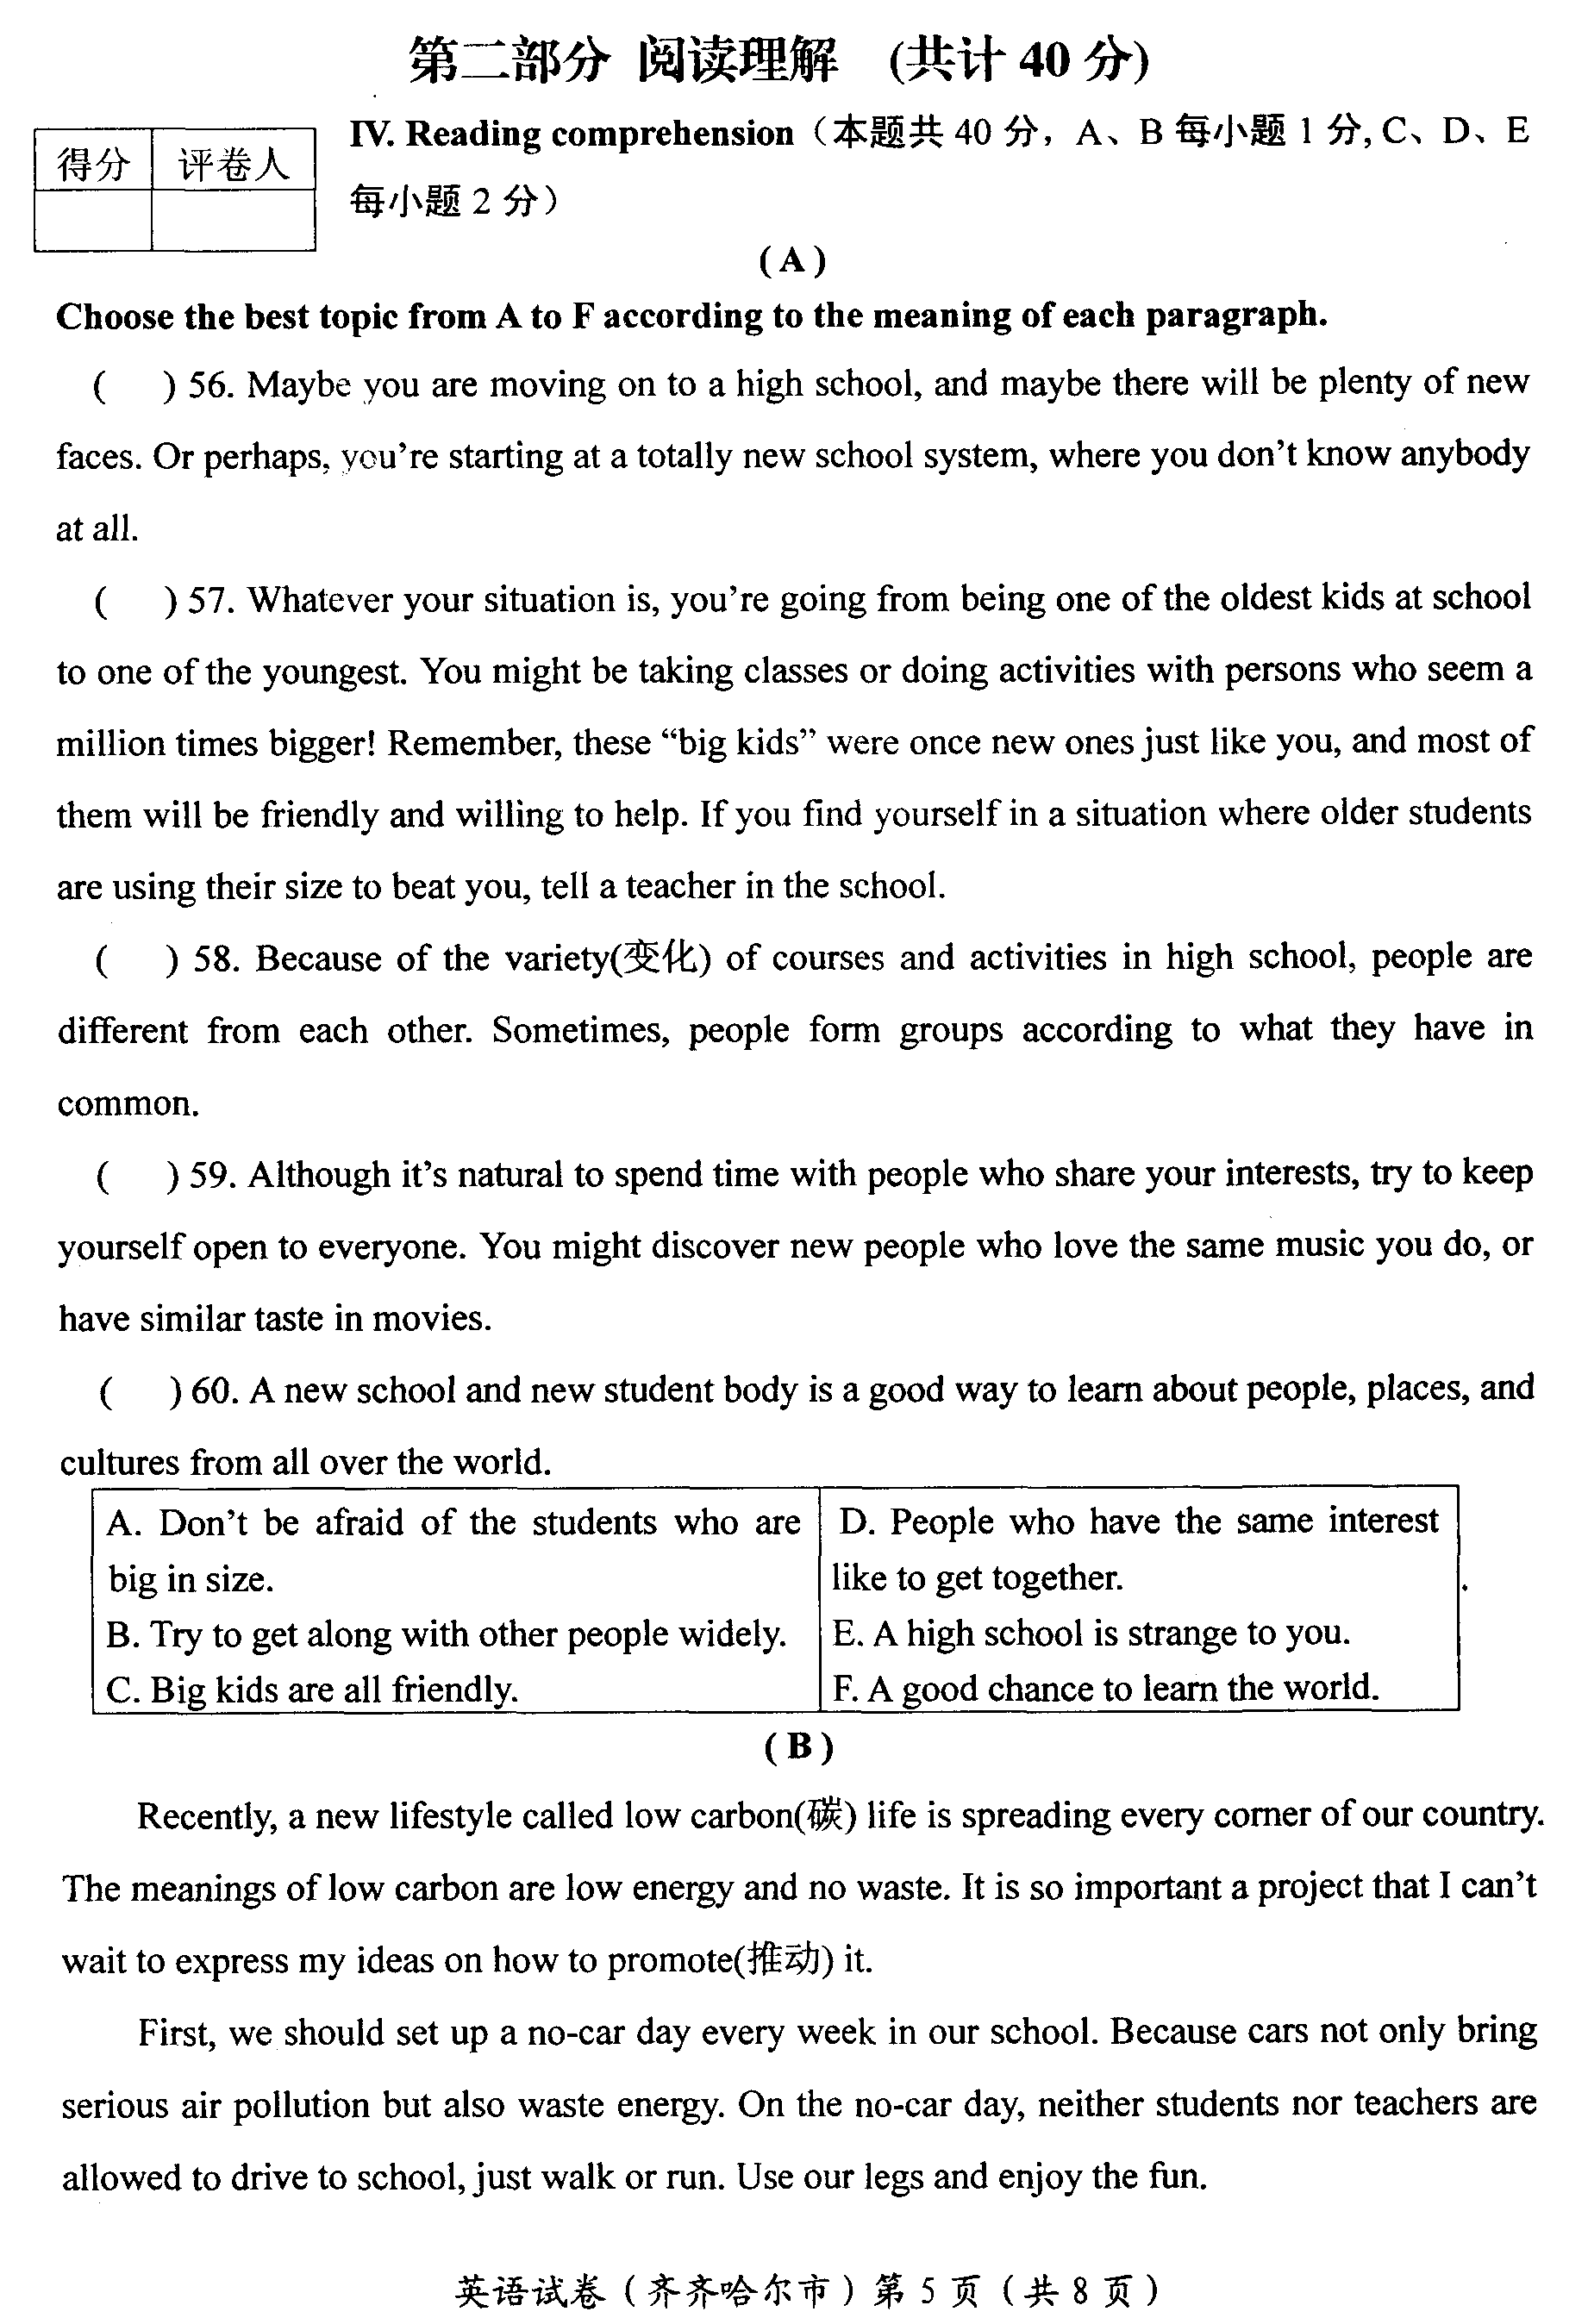 第二部分 阅读理解 (共计 40 分)
得分 评卷人
IV. Reading comprehension（本题共 40 分，A、B 每小题 1 分, C、D、E
每小题 2 分）
( A )
Choose the best topic from A to F according to the meaning of each paragraph.
( ) 56. Maybe you are moving on to a high school, and maybe there will be plenty of new
faces. Or perhaps, you're starting at a totally new school system, where you don't know anybody
at all.
( ) 57. Whatever your situation is, you're going from being one of the oldest kids at school
to one of the youngest. You might be taking classes or doing activities with persons who seem a
million times bigger! Remember, these “big kids” were once new ones just like you, and most of
them will be friendly and willing to help. If you find yourself in a situation where older students
are using their size to beat you, tell a teacher in the school.
( ) 58. Because of the variety(变化) of courses and activities in high school, people are
different from each other. Sometimes, people form groups according to what they have in
common.
( ) 59. Although it's natural to spend time with people who share your interests, try to keep
yourself open to everyone. You might discover new people who love the same music you do, or
have similar taste in movies.
( ) 60. A new school and new student body is a good way to learn about people, places, and
cultures from all over the world.
A. Don't be afraid of the students who are
big in size.
B. Try to get along with other people widely.
C. Big kids are all friendly.
D. People who have the same interest
like to get together.
E. A high school is strange to you.
F. A good chance to learn the world.
( B )
Recently, a new lifestyle called low carbon(碳) life is spreading every corner of our country.
The meanings of low carbon are low energy and no waste. It is so important a project that I can't
wait to express my ideas on how to promote(推动) it.
First, we should set up a no-car day every week in our school. Because cars not only bring
serious air pollution but also waste energy. On the no-car day, neither students nor teachers are
allowed to drive to school, just walk or run. Use our legs and enjoy the fun.
英语试卷（齐齐哈尔市）第 5 页（共 8 页）